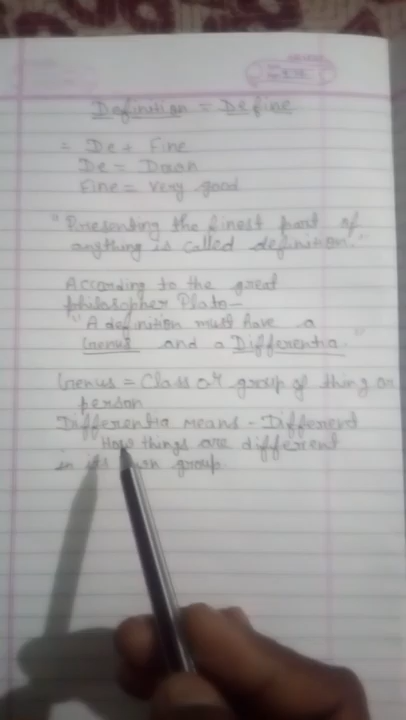 Definition = Define
= De + Fine
De = Down
Fine = Very good
"Presenting the finest part of
anything is called definition."
According to the great
philosopher Plato—
"A definition must have a
Genus and a Differentia."
Genus = Class or group of thing or
person
Differentia means - Different
"How things are different
in its own group.